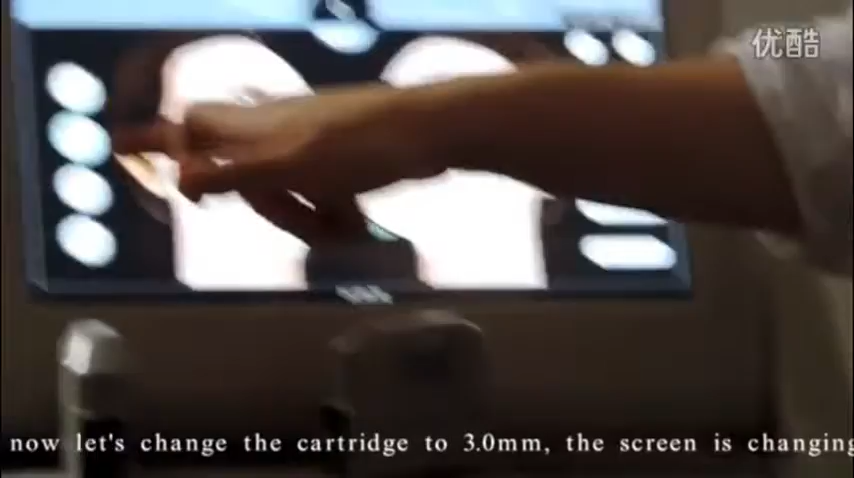 优酷
now let's change the cartridge to 3.0mm, the screen is changing